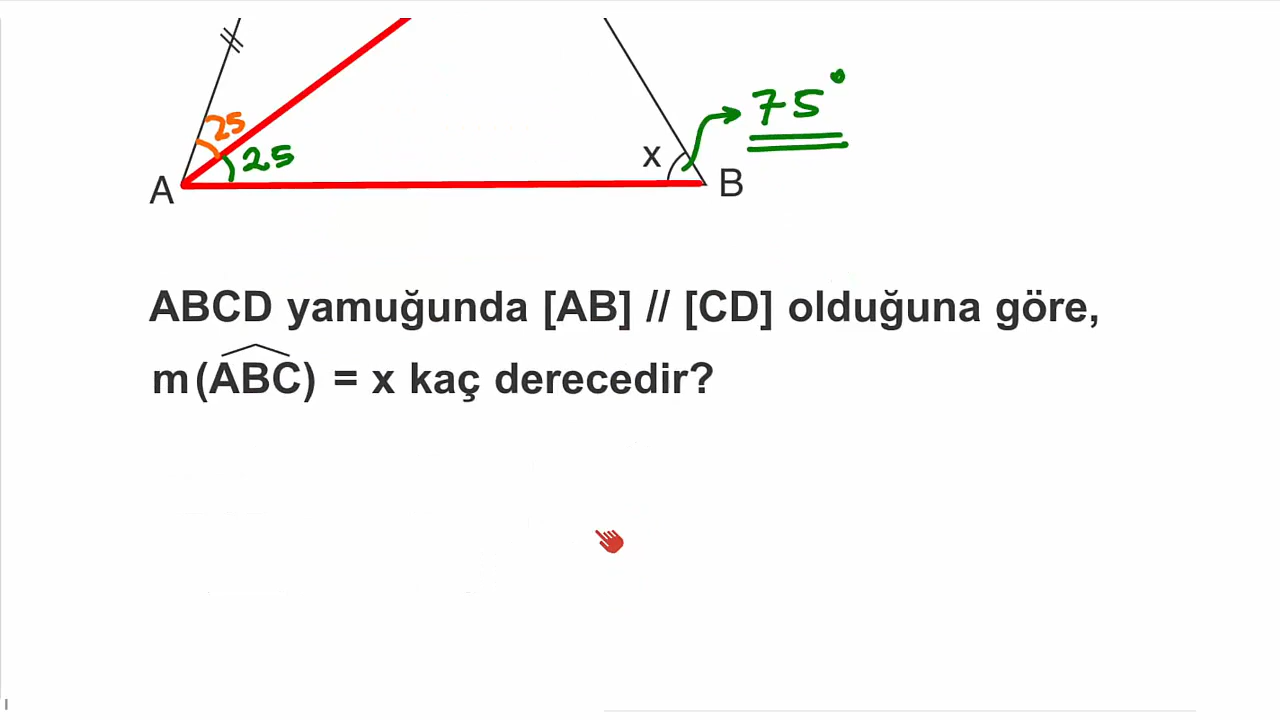 75°
25
25
x
A
B
ABCD yamuğunda [AB] // [CD] olduğuna göre,
m(ABC) = x kaç derecedir?